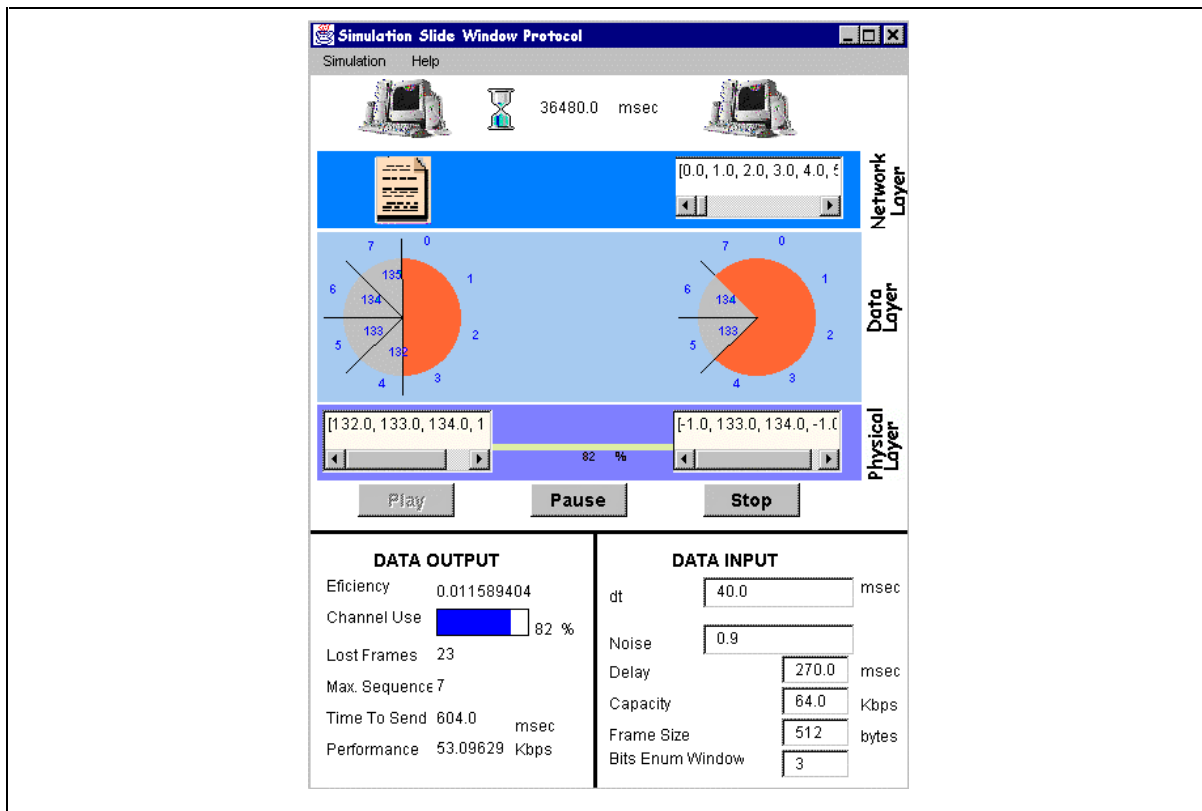 Simulation Slide Window Protocol
Simulation Help
36480.0 msec
[0.0, 1.0, 2.0, 3.0, 4.0, 5
Network Layer
7 0
6 135 1
134
133
5 132 2
4 3
7 0
6 134 1
133
5 2
4 3
Data Layer
[132.0, 133.0, 134.0, 1
82 %
[-1.0, 133.0, 134.0, -1.0
Physical Layer
Play Pause Stop
DATA OUTPUT
Eficiency 0.011589404
Channel Use 82 %
Lost Frames 23
Max. Sequence 7
Time To Send 604.0 msec
Performance 53.09629 Kbps
DATA INPUT
dt 40.0 msec
Noise 0.9
Delay 270.0 msec
Capacity 64.0 Kbps
Frame Size 512 bytes
Bits Enum Window 3